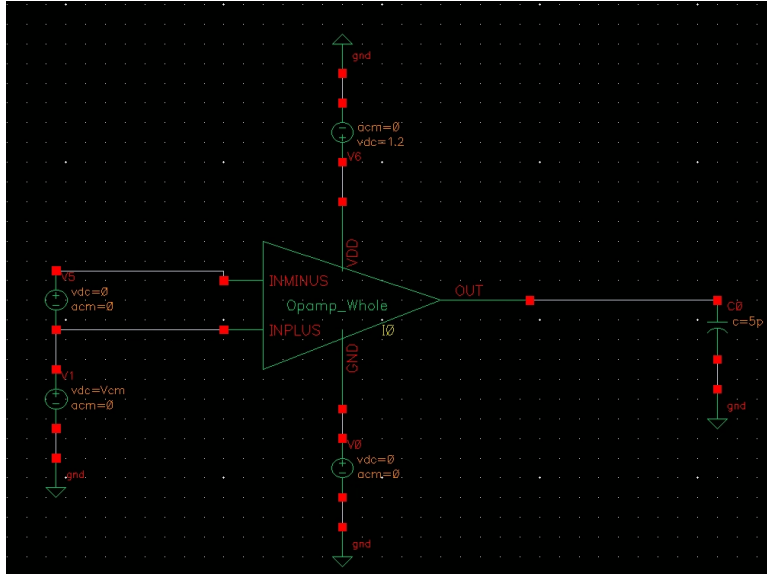 gnd
acm=0
vdc=1.2
V6
VDD
V5
vdc=0
acm=0
INMINUS
OUT
Opamp_Whole
C0
c=5p
INPLUS
I0
GND
V1
vdc=Vcm
acm=0
gnd
V0
vdc=0
acm=0
gnd
gnd